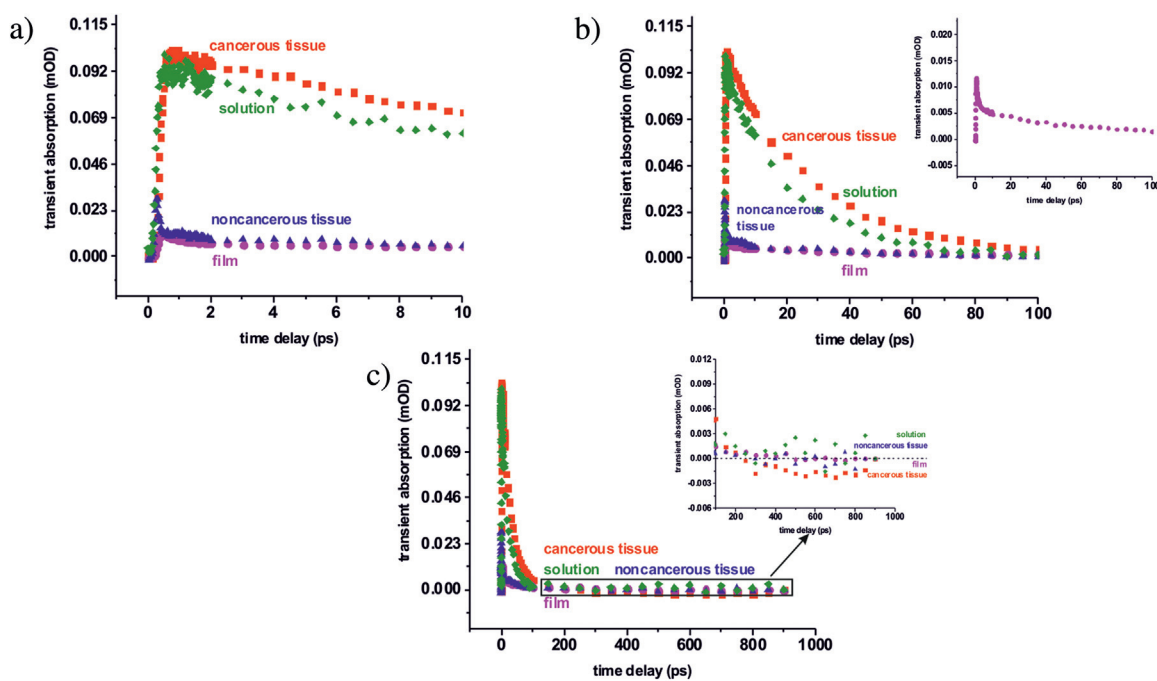 a)
transient absorption (mOD)
0.115
0.092
0.069
0.046
0.023
0.000
cancerous tissue
solution
noncancerous tissue
film
0 2 4 6 8 10
time delay (ps)
b)
transient absorption (mOD)
0.115
0.092
0.069
0.046
0.023
0.000
cancerous tissue
solution
noncancerous
tissue
film
0 20 40 60 80 100
time delay (ps)
transient absorption (mOD)
0.020
0.015
0.010
0.005
0.000
-0.005
0 20 40 60 80 100
time delay (ps)
c)
transient absorption (mOD)
0.115
0.092
0.069
0.046
0.023
0.000
cancerous tissue
solution noncancerous tissue
film
0 200 400 600 800 1000
time delay (ps)
transient absorption (mOD)
0.012
0.009
0.006
0.003
0.000
-0.003
-0.006
solution
noncancerous tissue
film
cancerous tissue
200 400 600 800 1000
time delay (ps)